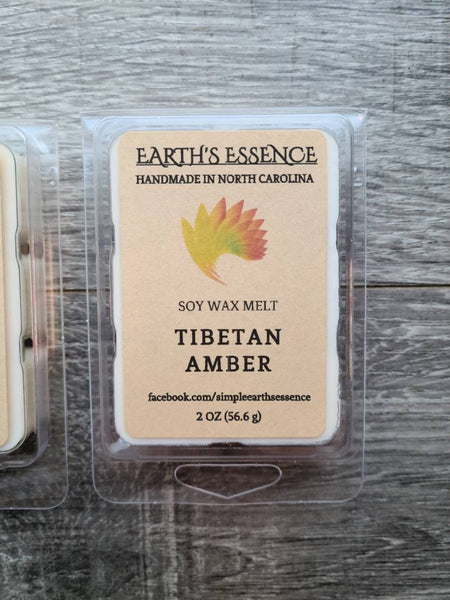 EARTH'S ESSENCE
HANDMADE IN NORTH CAROLINA
SOY WAX MELT
TIBETAN
AMBER
facebook.com/simpleearthsessence
2 OZ (56.6 g)